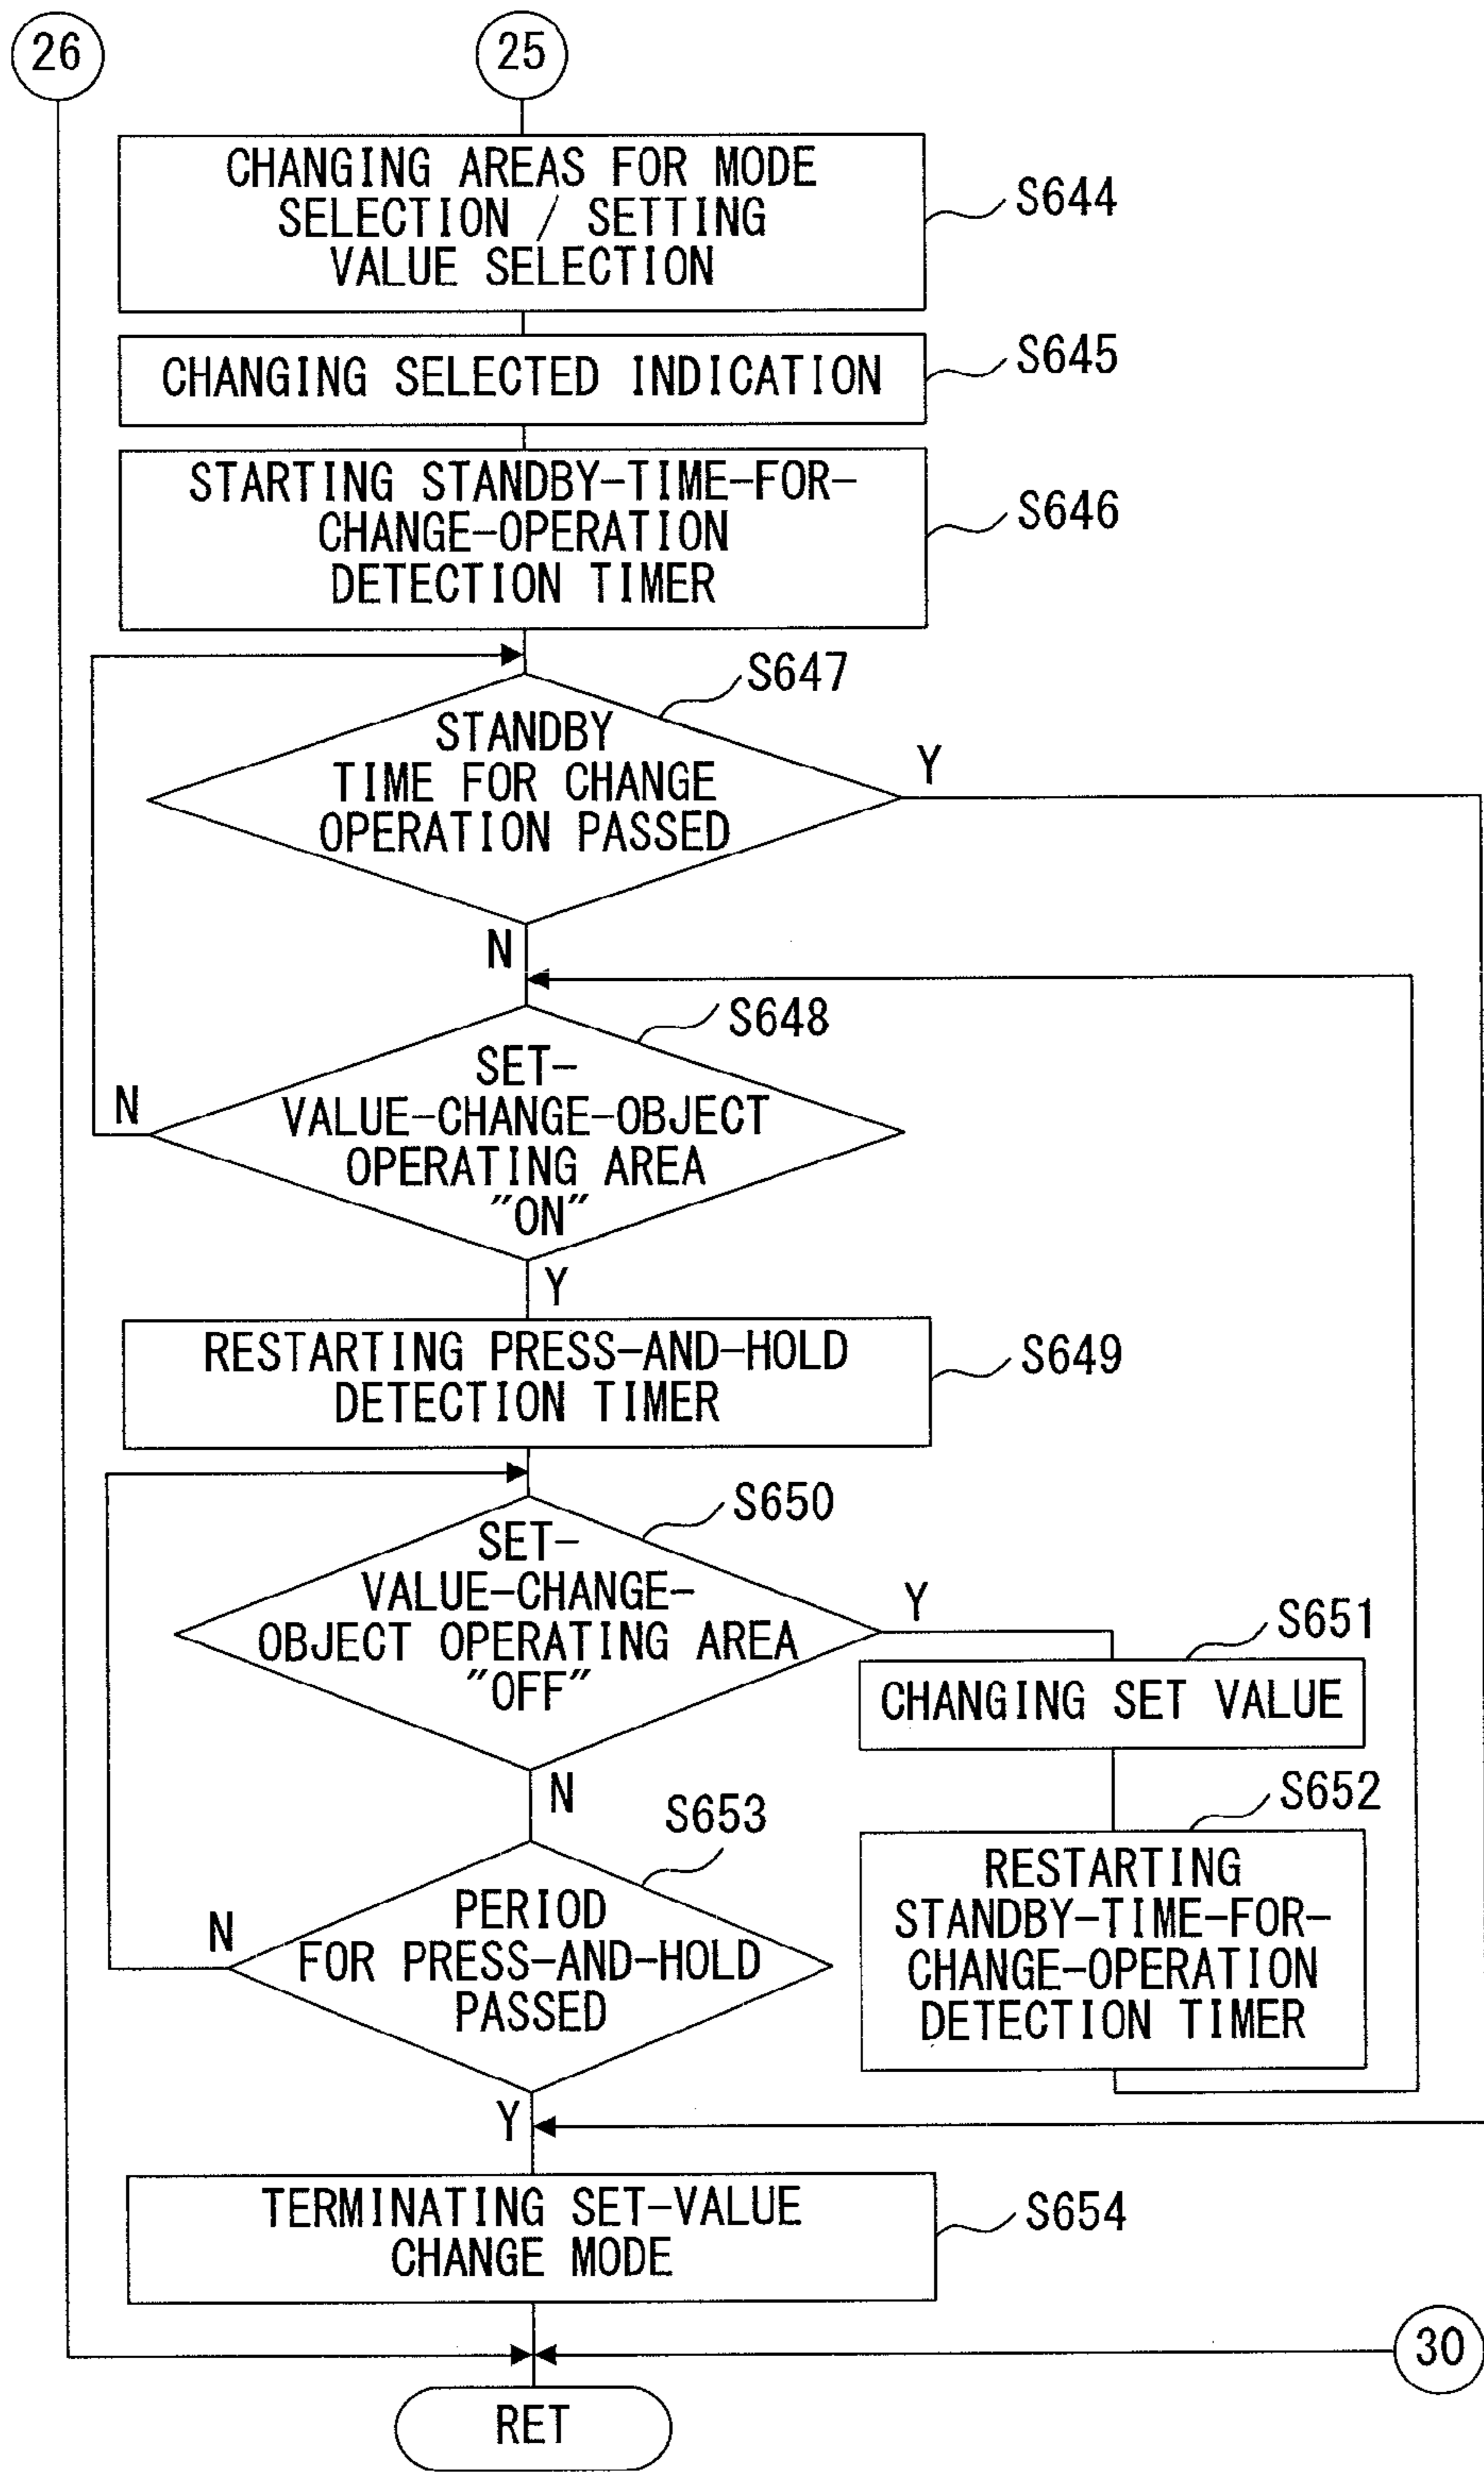 26
25
CHANGING AREAS FOR MODE
SELECTION / SETTING
VALUE SELECTION
S644
CHANGING SELECTED INDICATION
S645
STARTING STANDBY-TIME-FOR-
CHANGE-OPERATION
DETECTION TIMER
S646
S647
STANDBY
TIME FOR CHANGE
OPERATION PASSED
Y
N
S648
SET-
VALUE-CHANGE-OBJECT
OPERATING AREA
"ON"
N
Y
RESTARTING PRESS-AND-HOLD
DETECTION TIMER
S649
S650
SET-
VALUE-CHANGE-
OBJECT OPERATING AREA
"OFF"
Y
S651
CHANGING SET VALUE
N
S652
RESTARTING
STANDBY-TIME-FOR-
CHANGE-OPERATION
DETECTION TIMER
S653
PERIOD
FOR PRESS-AND-HOLD
PASSED
N
Y
TERMINATING SET-VALUE
CHANGE MODE
S654
30
RET